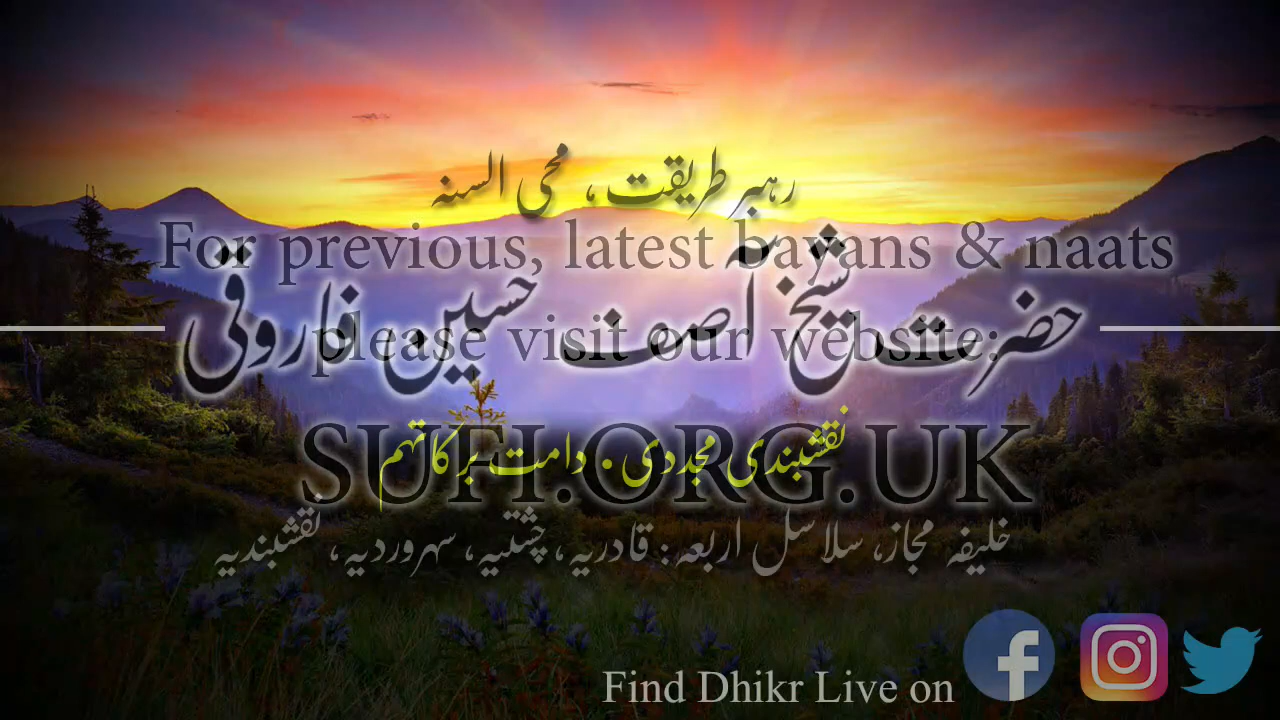 رہبر طریقت، محی السنہ
For previous, latest bayans & naats
حضرت شیخ آصف حسین فاروقی
please visit our website:
SUFI.ORG.UK
نقشبندی مجددی · دامت برکاتہم
خلیفہ مجاز، سلاسل اربعہ: قادریہ، چشتیہ، سہروردیہ، نقشبندیہ
Find Dhikr Live on